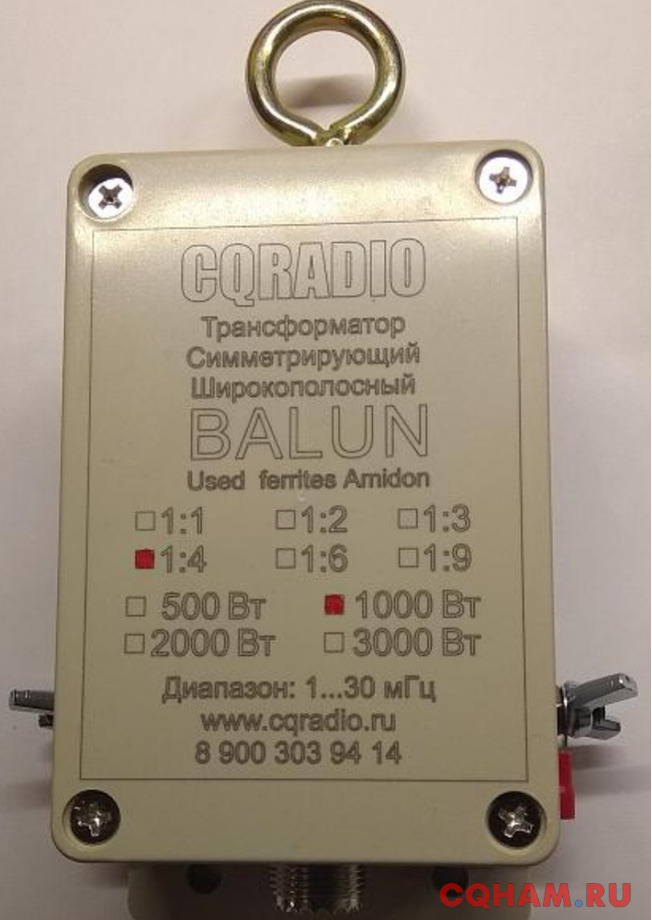 CQRADIO
Трансформатор
Симметрирующий
Широкополосный
BALUN
Used ferrites Amidon
1:1 1:2 1:3
1:4 1:6 1:9
500 Вт 1000 Вт
2000 Вт 3000 Вт
Диапазон: 1...30 мГц
www.cqradio.ru
8 900 303 94 14
CQHAM.RU